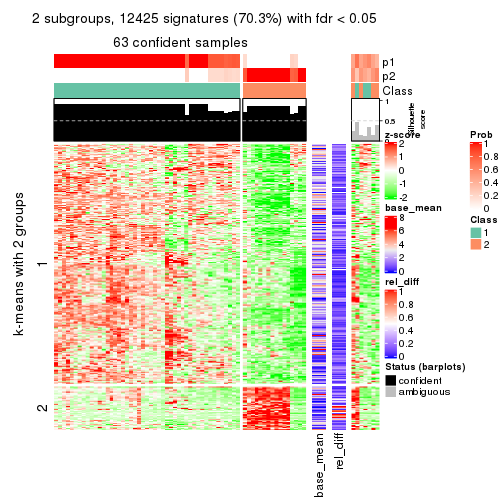 2 subgroups, 12425 signatures (70.3%) with fdr < 0.05
63 confident samples
p1
p2
Class
1
0.5
0
Silhouette
score
k-means with 2 groups
1
2
base_mean
rel_diff
z-score
2
1
0
-1
-2
base_mean
8
6
4
2
0
rel_diff
1
0.8
0.6
0.4
0.2
0
Status (barplots)
confident
ambiguous
Prob
1
0.8
0.6
0.4
0.2
0
Class
1
2